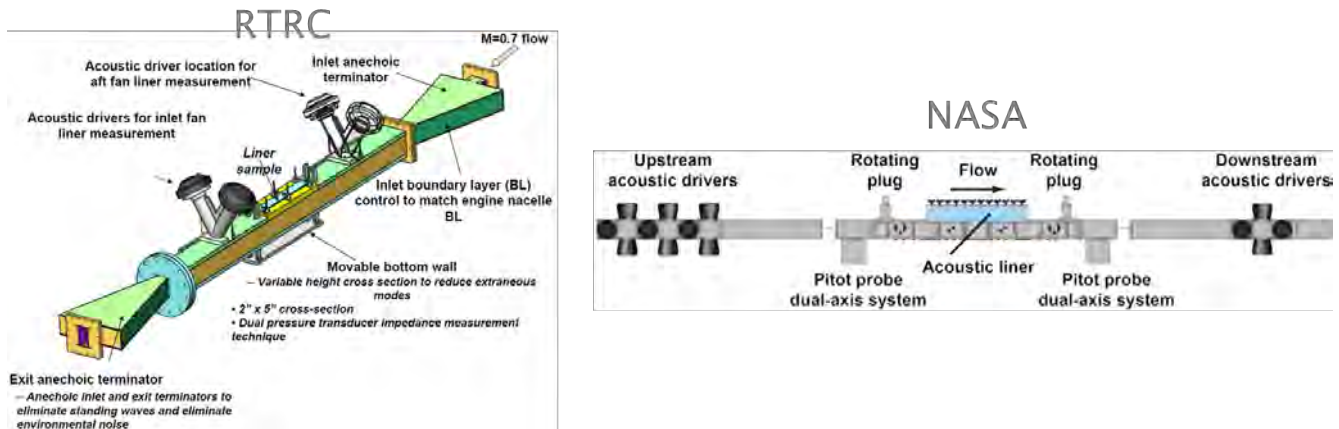 RTRC
M=0.7 flow
Acoustic driver location for
aft fan liner measurement
Inlet anechoic
terminator
Acoustic drivers for inlet fan
liner measurement
Liner
sample
Inlet boundary layer (BL)
control to match engine nacelle
BL
Movable bottom wall
– Variable height cross section to reduce extraneous
modes
• 2" x 5" cross-section
• Dual pressure transducer impedance measurement
technique
Exit anechoic terminator
– Anechoic inlet and exit terminators to
eliminate standing waves and eliminate
environmental noise
NASA
Upstream
acoustic drivers
Rotating
plug
Flow
Rotating
plug
Downstream
acoustic drivers
Acoustic liner
Pitot probe
dual-axis system
Pitot probe
dual-axis system